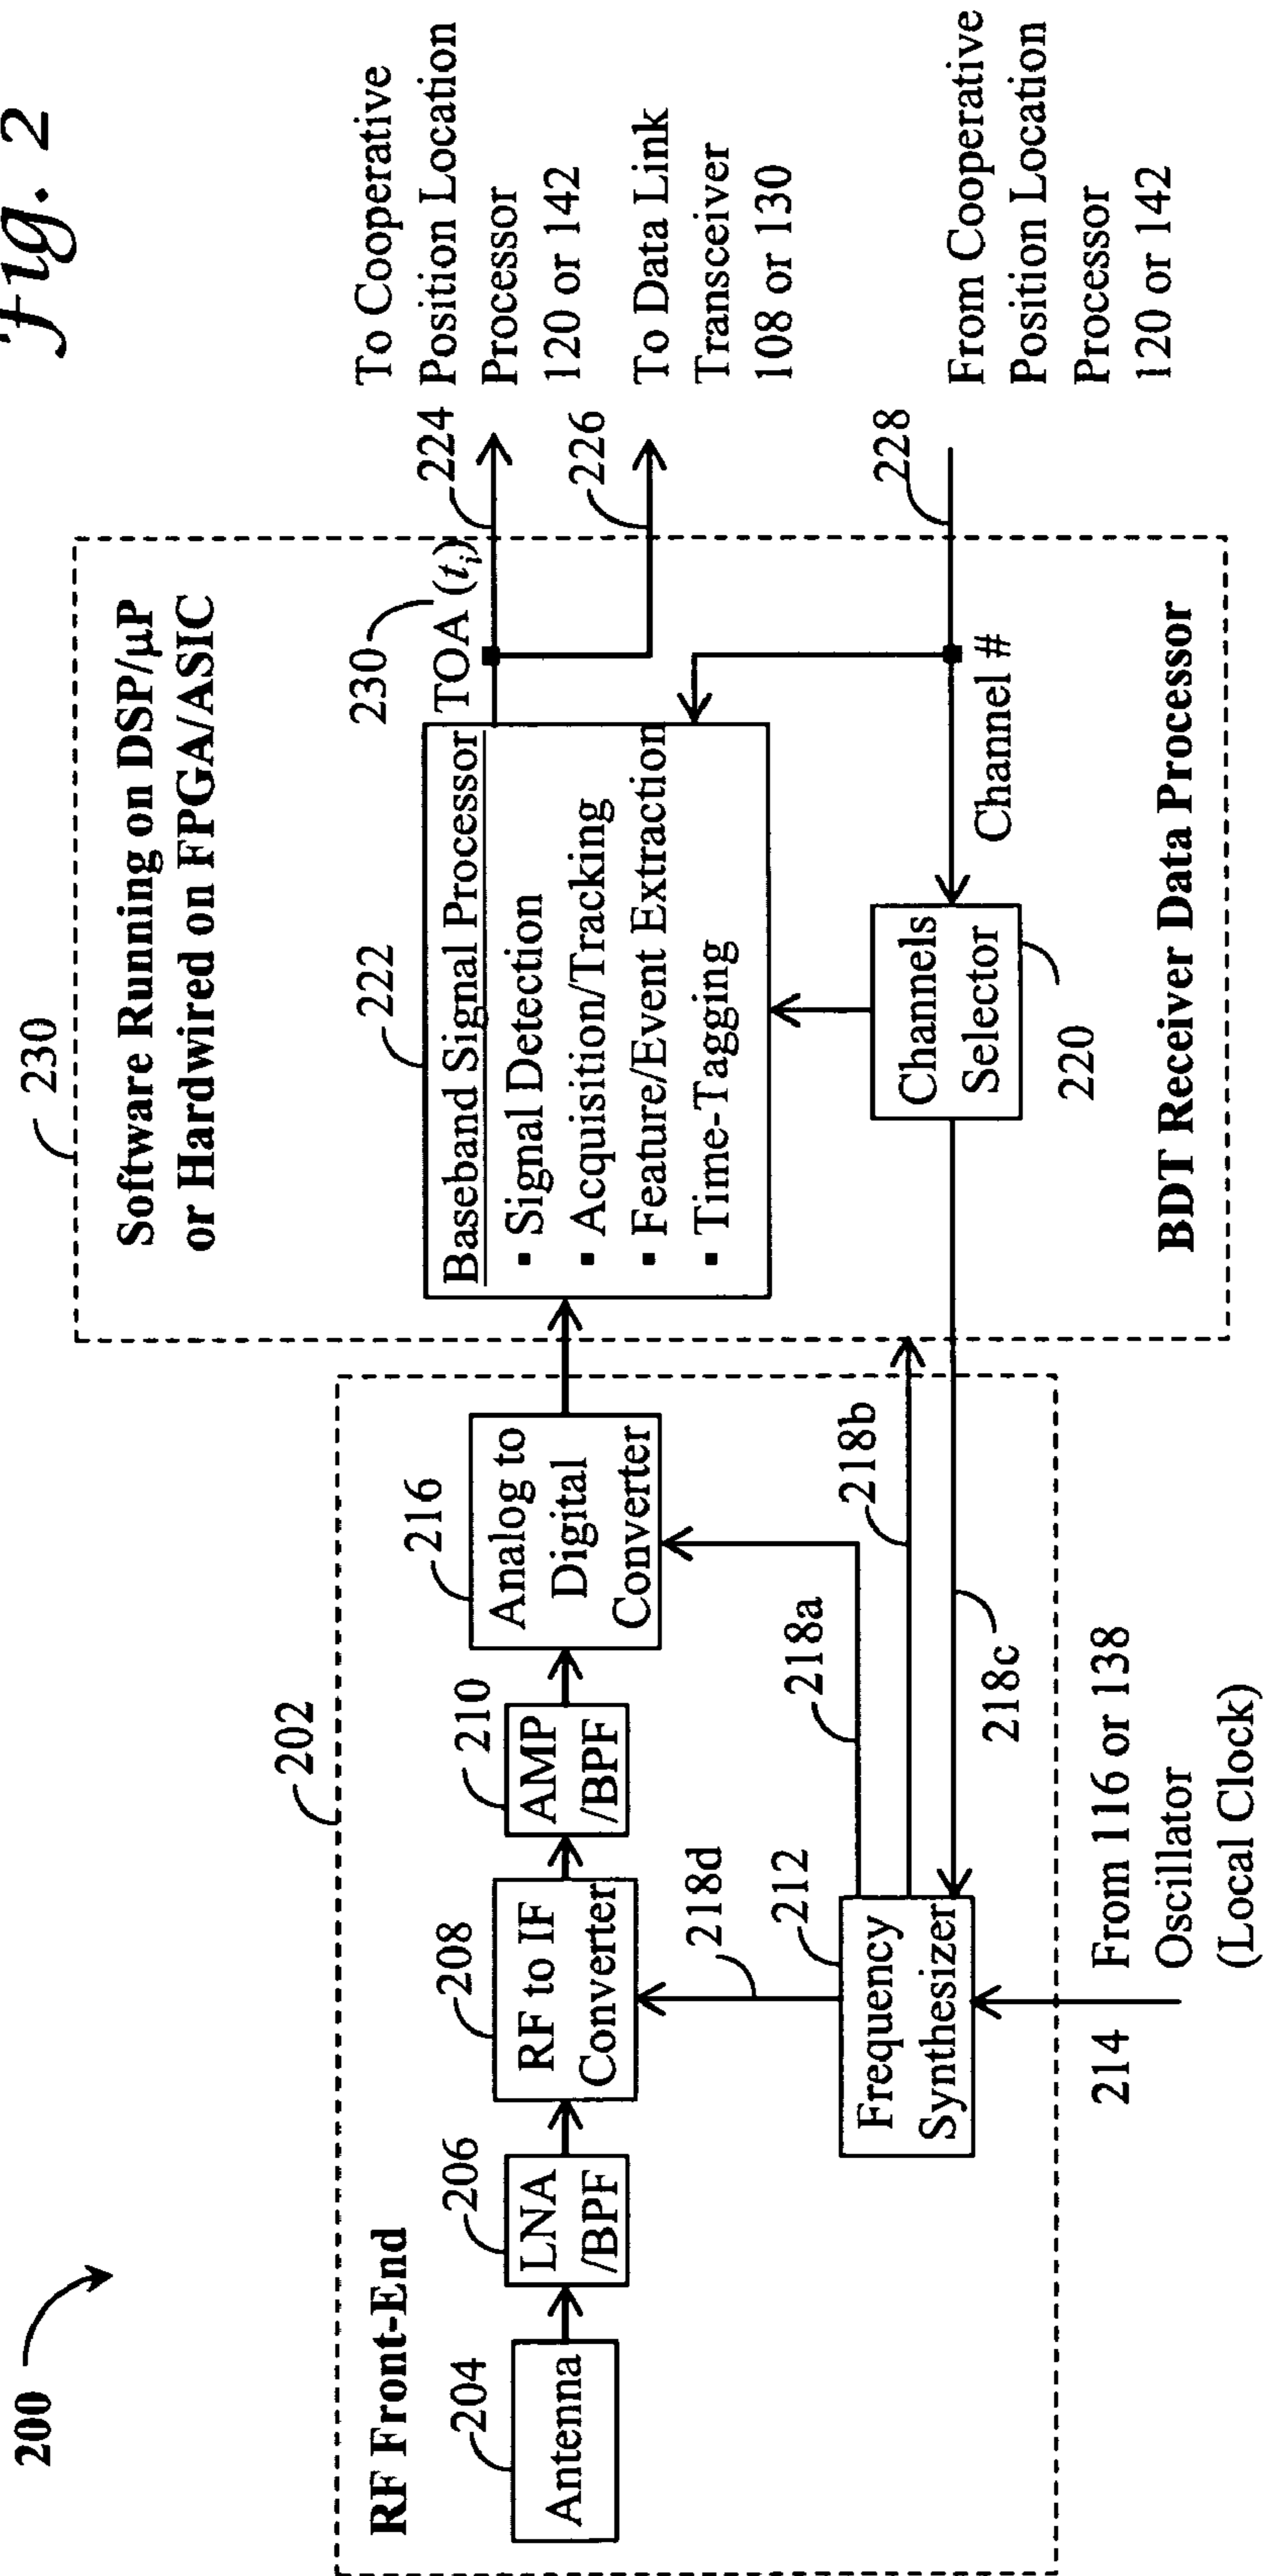 Fig. 2
200
202
RF Front-End
204
Antenna
206
LNA
/BPF
208
RF to IF
Converter
210
AMP
/BPF
216
Analog to
Digital
Converter
218d
212
Frequency
Synthesizer
218a
218b
218c
214
From 116 or 138
Oscillator
(Local Clock)
230
Software Running on DSP/μP
or Hardwired on FPGA/ASIC
222
Baseband Signal Processor
▪ Signal Detection
▪ Acquisition/Tracking
▪ Feature/Event Extraction
▪ Time-Tagging
230
TOA (tᵢ)
Channels
Selector
220
Channel #
BDT Receiver Data Processor
224
To Cooperative
Position Location
Processor
120 or 142
226
To Data Link
Transceiver
108 or 130
228
From Cooperative
Position Location
Processor
120 or 142